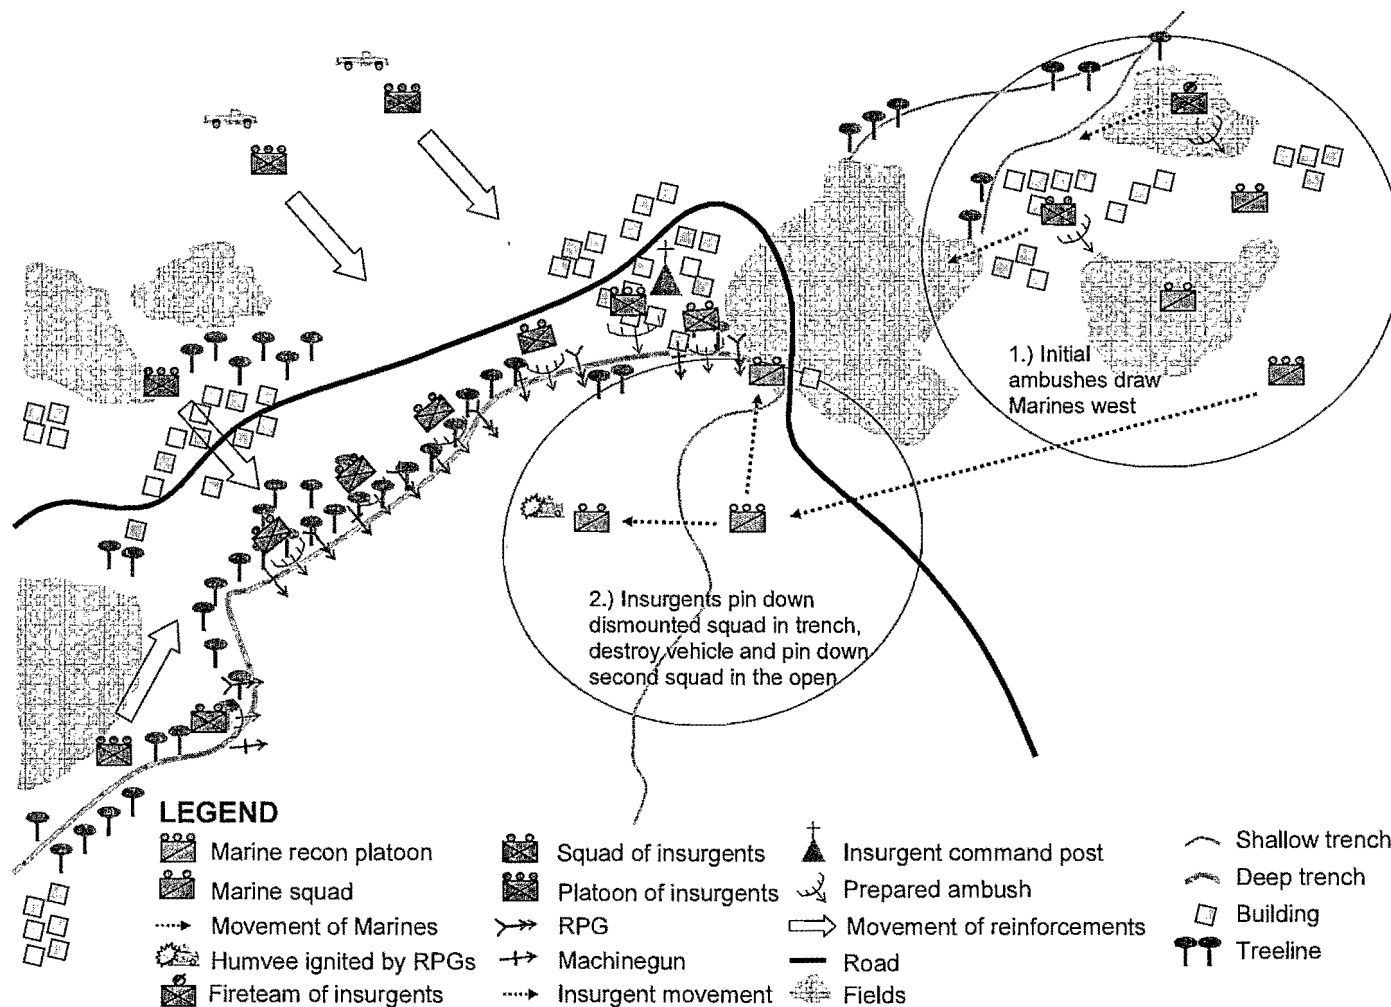 1.) Initial
ambushes draw
Marines west
2.) Insurgents pin down
dismounted squad in trench,
destroy vehicle and pin down
second squad in the open
LEGEND
Marine recon platoon
Marine squad
Movement of Marines
Humvee ignited by RPGs
Fireteam of insurgents
Squad of insurgents
Platoon of insurgents
RPG
Machinegun
Insurgent movement
Insurgent command post
Prepared ambush
Movement of reinforcements
Road
Fields
Shallow trench
Deep trench
Building
Treeline